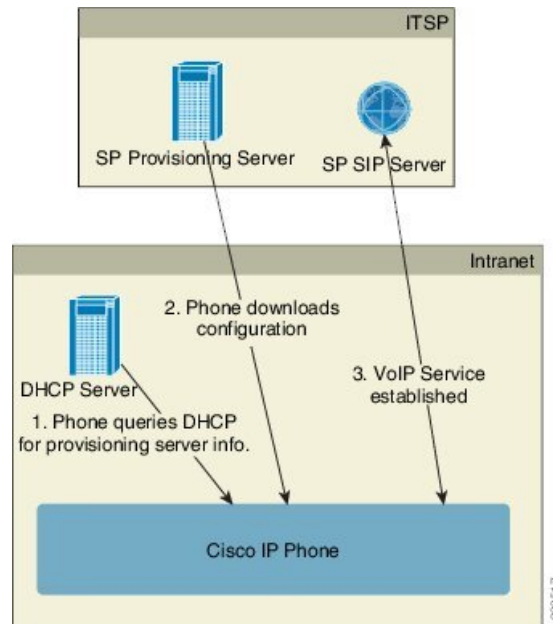 ITSP
SP Provisioning Server
SP SIP Server
Intranet
2. Phone downloads
configuration
DHCP Server
3. VoIP Service
established
1. Phone queries DHCP
for provisioning server info.
Cisco IP Phone